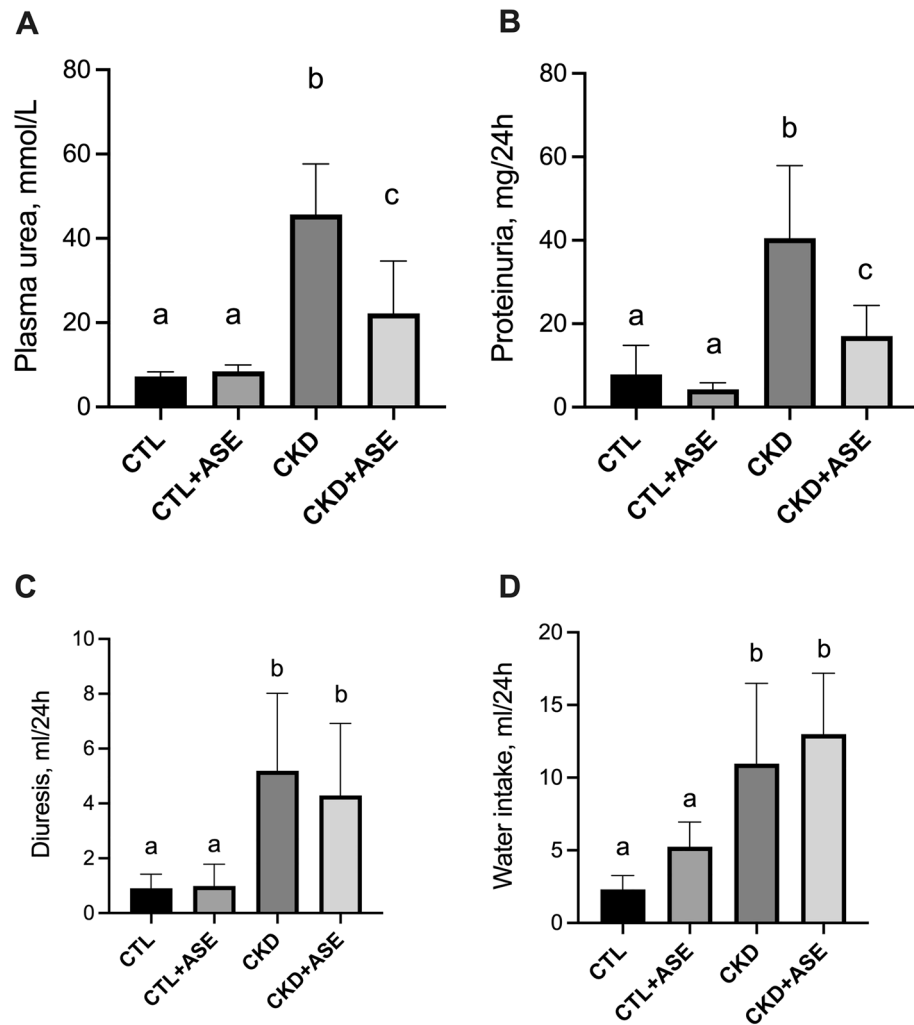 A
Plasma urea, mmol/L
80
60
40
20
0
a
a
b
c
CTL
CTL+ASE
CKD
CKD+ASE
B
Proteinuria, mg/24h
80
60
40
20
0
a
a
b
c
CTL
CTL+ASE
CKD
CKD+ASE
C
Diuresis, ml/24h
10
8
6
4
2
0
a
a
b
b
CTL
CTL+ASE
CKD
CKD+ASE
D
Water intake, ml/24h
20
15
10
5
0
a
a
b
b
CTL
CTL+ASE
CKD
CKD+ASE